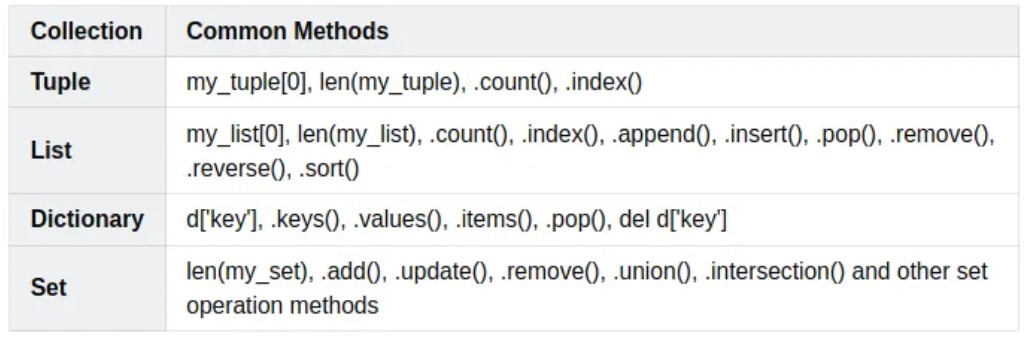 Collection Common Methods
Tuple my_tuple[0], len(my_tuple), .count(), .index()
List my_list[0], len(my_list), .count(), .index(), .append(), .insert(), .pop(), .remove(),
.reverse(), .sort()
Dictionary d['key'], .keys(), .values(), .items(), .pop(), del d['key']
Set len(my_set), .add(), .update(), .remove(), .union(), .intersection() and other set
operation methods